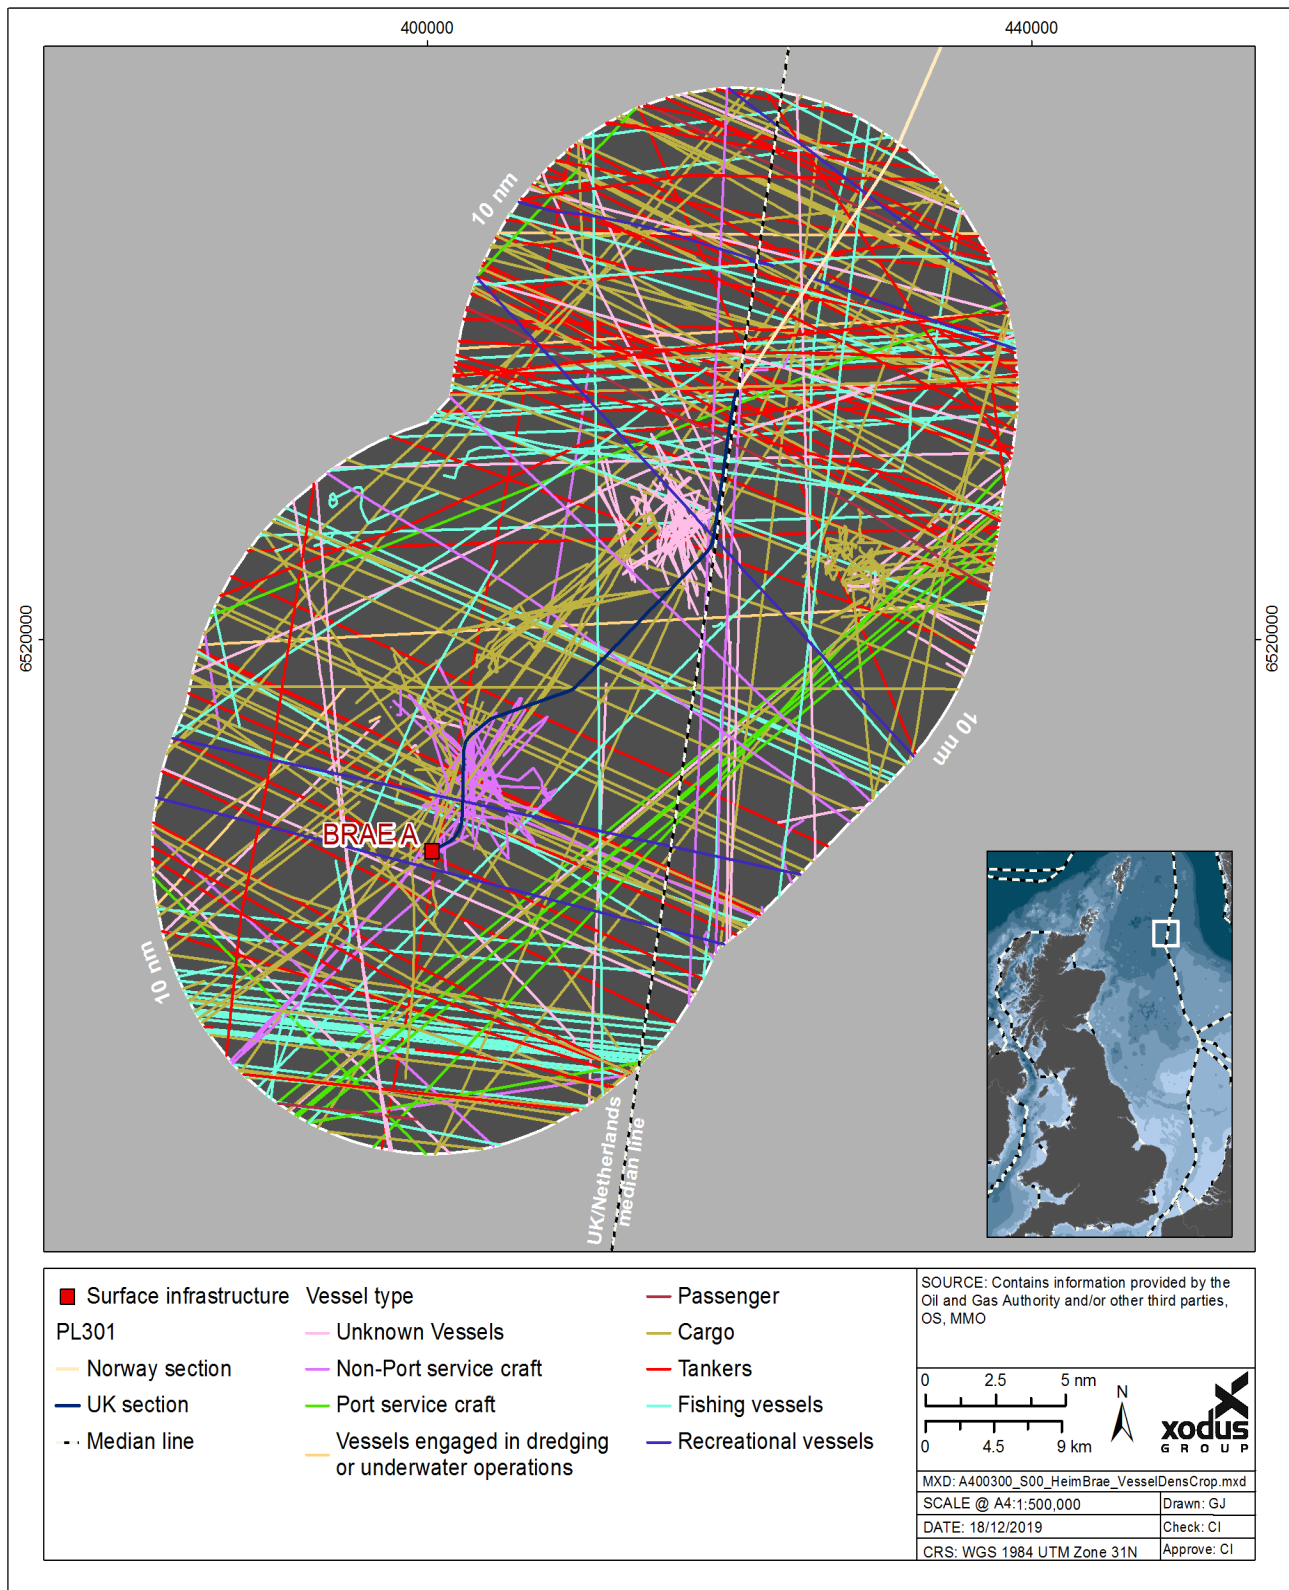 400000
440000
10 nm
6520000
6520000
10 nm
BRAE A
10 nm
UK/Netherlands
median line
Surface infrastructure
PL301
Norway section
UK section
Median line
Vessel type
Unknown Vessels
Non-Port service craft
Port service craft
Vessels engaged in dredging
or underwater operations
Passenger
Cargo
Tankers
Fishing vessels
Recreational vessels
SOURCE: Contains information provided by the
Oil and Gas Authority and/or other third parties,
OS, MMO
0 2.5 5 nm
0 4.5 9 km
N
xodus
GROUP
MXD: A400300_S00_HeimBrae_VesselDensCrop.mxd
SCALE @ A4:1:500,000
Drawn: GJ
DATE: 18/12/2019
Check: CI
CRS: WGS 1984 UTM Zone 31N
Approve: CI